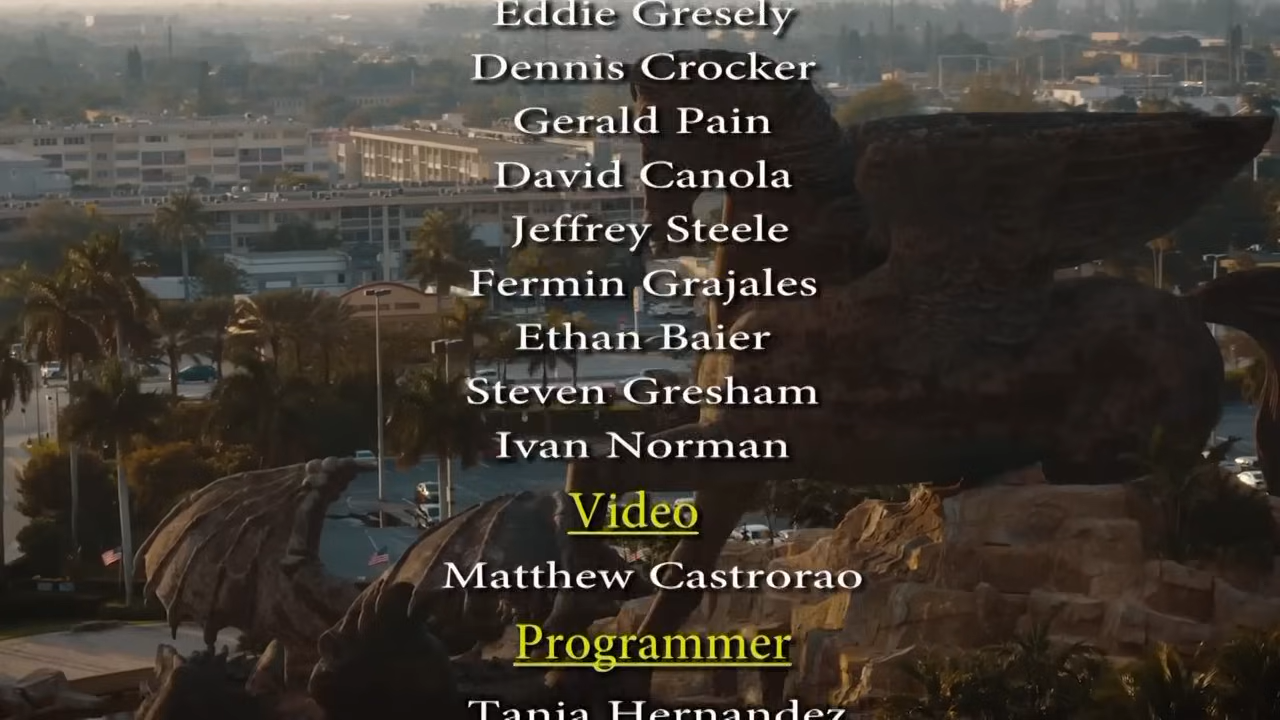 Eddie Gresely
Dennis Crocker
Gerald Pain
David Canola
Jeffrey Steele
Fermin Grajales
Ethan Baier
Steven Gresham
Ivan Norman
Video
Matthew Castrorao
Programmer
Tania Hernandez